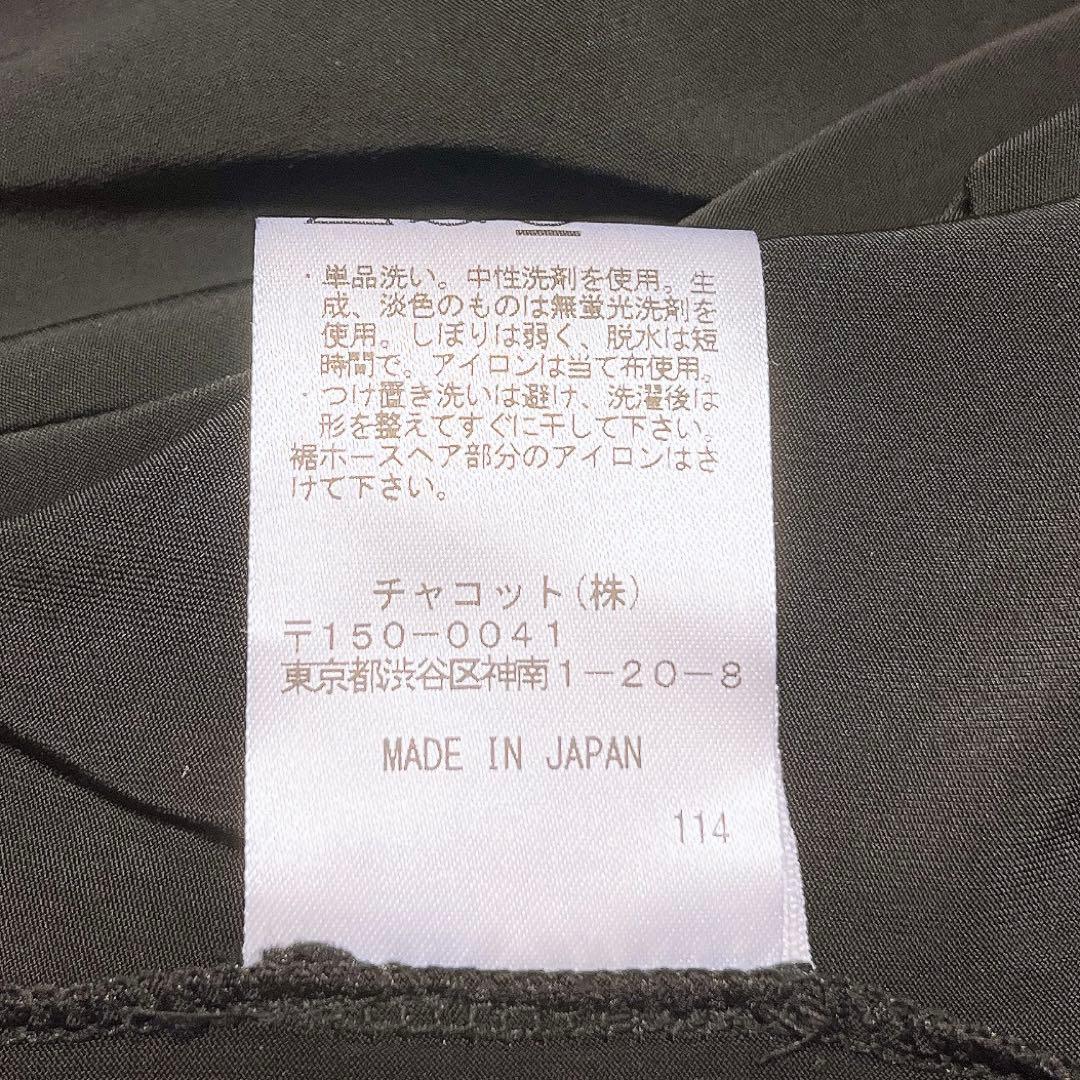 ・単品洗い。中性洗剤を使用。生
成、淡色のものは無蛍光洗剤を
使用。しぼりは弱く、脱水は短
時間で。アイロンは当て布使用。
・つけ置き洗いは避け、洗濯後は
形を整えてすぐに干して下さい。
裾ホースヘア部分のアイロンはさ
けて下さい。
チャコット(株)
〒150-0041
東京都渋谷区神南1-20-8
MADE IN JAPAN
114